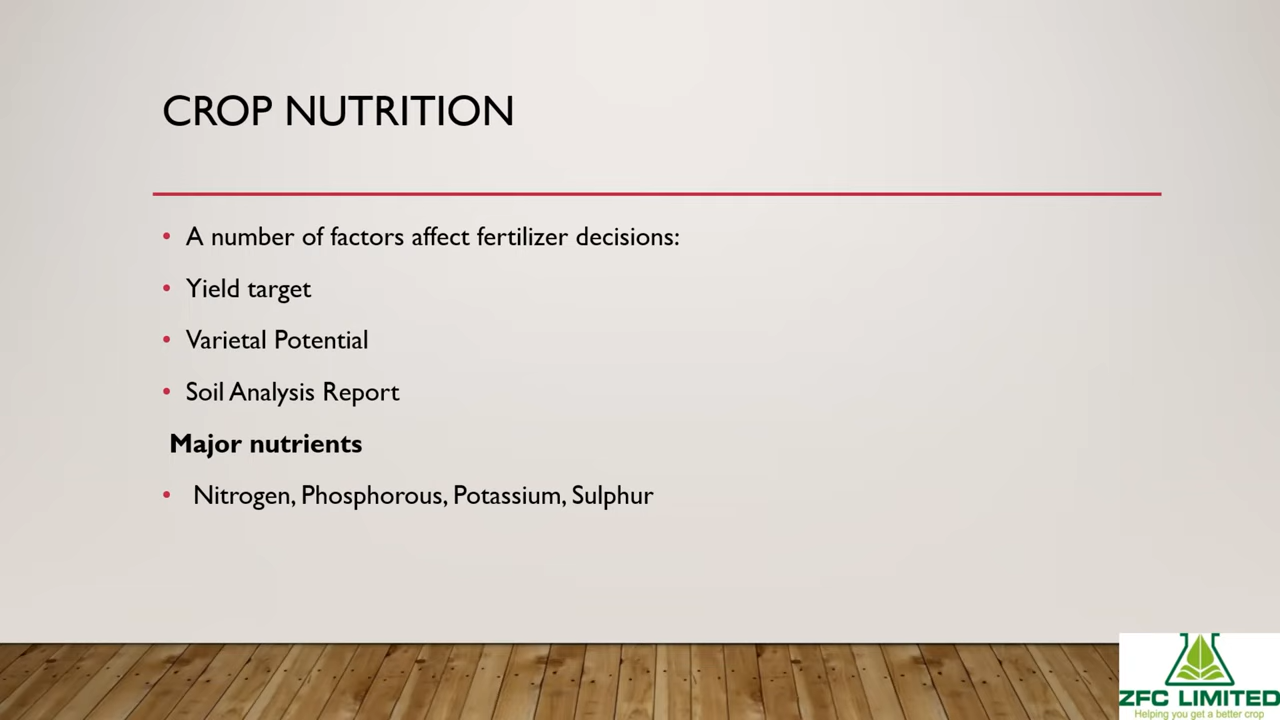 CROP NUTRITION
• A number of factors affect fertilizer decisions:
• Yield target
• Varietal Potential
• Soil Analysis Report
Major nutrients
• Nitrogen, Phosphorous, Potassium, Sulphur
ZFC LIMITED
Helping you get a better crop